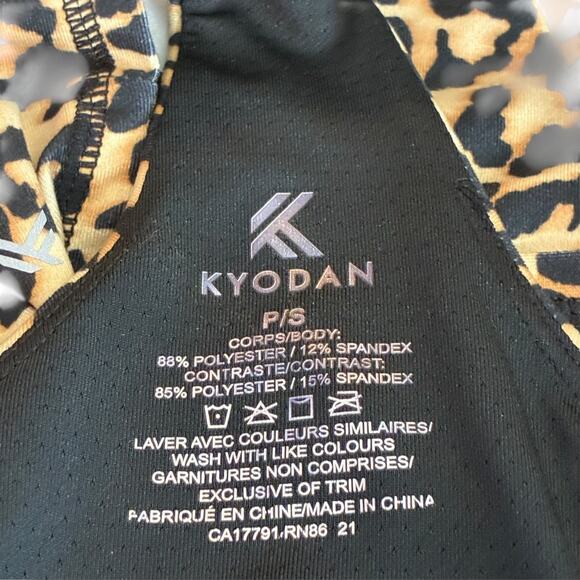 KYODAN
P/S
CORPS/BODY:
88% POLYESTER / 12% SPANDEX
CONTRASTE/CONTRAST:
85% POLYESTER / 15% SPANDEX
LAVER AVEC COULEURS SIMILAIRES/
WASH WITH LIKE COLOURS
GARNITURES NON COMPRISES/
EXCLUSIVE OF TRIM
FABRIQUÉ EN CHINE/MADE IN CHINA
CA17791/RN86 21